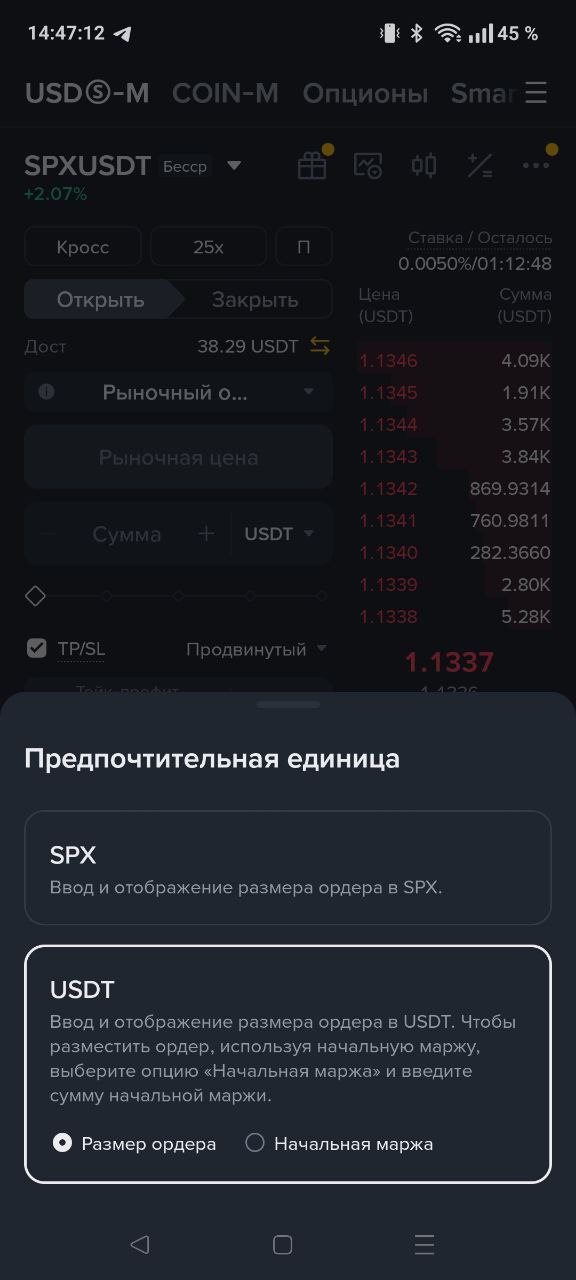 14:47:12 45 %
USDⓈ-M COIN-M Опционы Smar
SPXUSDT Бесср
+2.07%
Кросс 25x П
Ставка / Осталось
0.0050%/01:12:48
Открыть Закрыть
Цена Сумма
(USDT) (USDT)
Дост 38.29 USDT
1.1346 4.09K
Рыночный о...
1.1345 1.91K
1.1344 3.57K
Рыночная цена
1.1343 3.84K
1.1342 869.9314
Сумма USDT
1.1341 760.9811
1.1340 282.3660
1.1339 2.80K
1.1338 5.28K
TP/SL Продвинутый
1.1337
Тейк-профит
1.1336
Предпочтительная единица
SPX
Ввод и отображение размера ордера в SPX.
USDT
Ввод и отображение размера ордера в USDT. Чтобы
разместить ордер, используя начальную маржу,
выберите опцию «Начальная маржа» и введите
сумму начальной маржи.
Размер ордера Начальная маржа